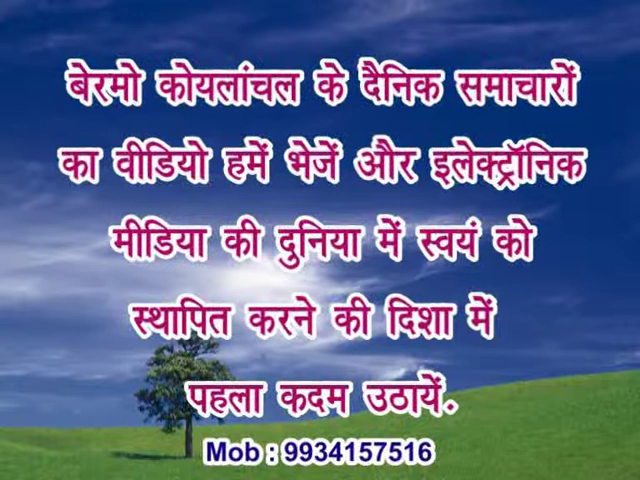 बेरमो कोयलांचल के दैनिक समाचारों
का वीडियो हमें भेजें और इलेक्ट्रॉनिक
मीडिया की दुनिया में स्वयं को
स्थापित करने की दिशा में
पहला कदम उठायें.
Mob : 9934157516